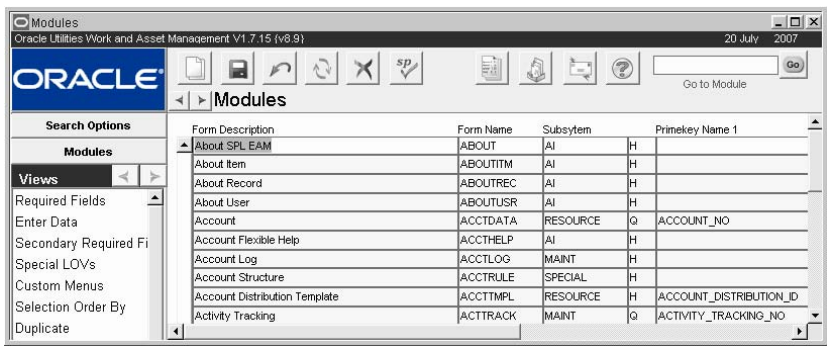 Modules
Oracle Utilities Work and Asset Management V1.7.15 (v8.9) 20 July 2007
ORACLE
sp
Go
Go to Module
Modules
Search Options
Modules
Views
Required Fields
Enter Data
Secondary Required Fi
Special LOVs
Custom Menus
Selection Order By
Duplicate
Form Description Form Name Subsytem Primekey Name 1
About SPL EAM ABOUT AI H
About Item ABOUTITM AI H
About Record ABOUTREC AI H
About User ABOUTUSR AI H
Account ACCTDATA RESOURCE Q ACCOUNT_NO
Account Flexible Help ACCTHELP AI H
Account Log ACCTLOG MAINT H
Account Structure ACCTRULE SPECIAL H
Account Distribution Template ACCTTMPL RESOURCE H ACCOUNT_DISTRIBUTION_ID
Activity Tracking ACTTRACK MAINT Q ACTIVITY_TRACKING_NO